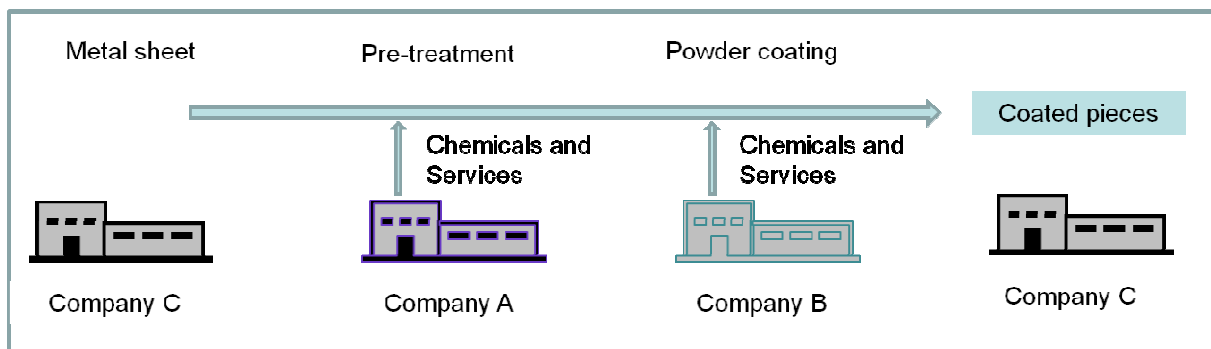 Metal sheet
Pre-treatment
Powder coating
Coated pieces
Chemicals and
Services
Chemicals and
Services
Company C
Company A
Company B
Company C